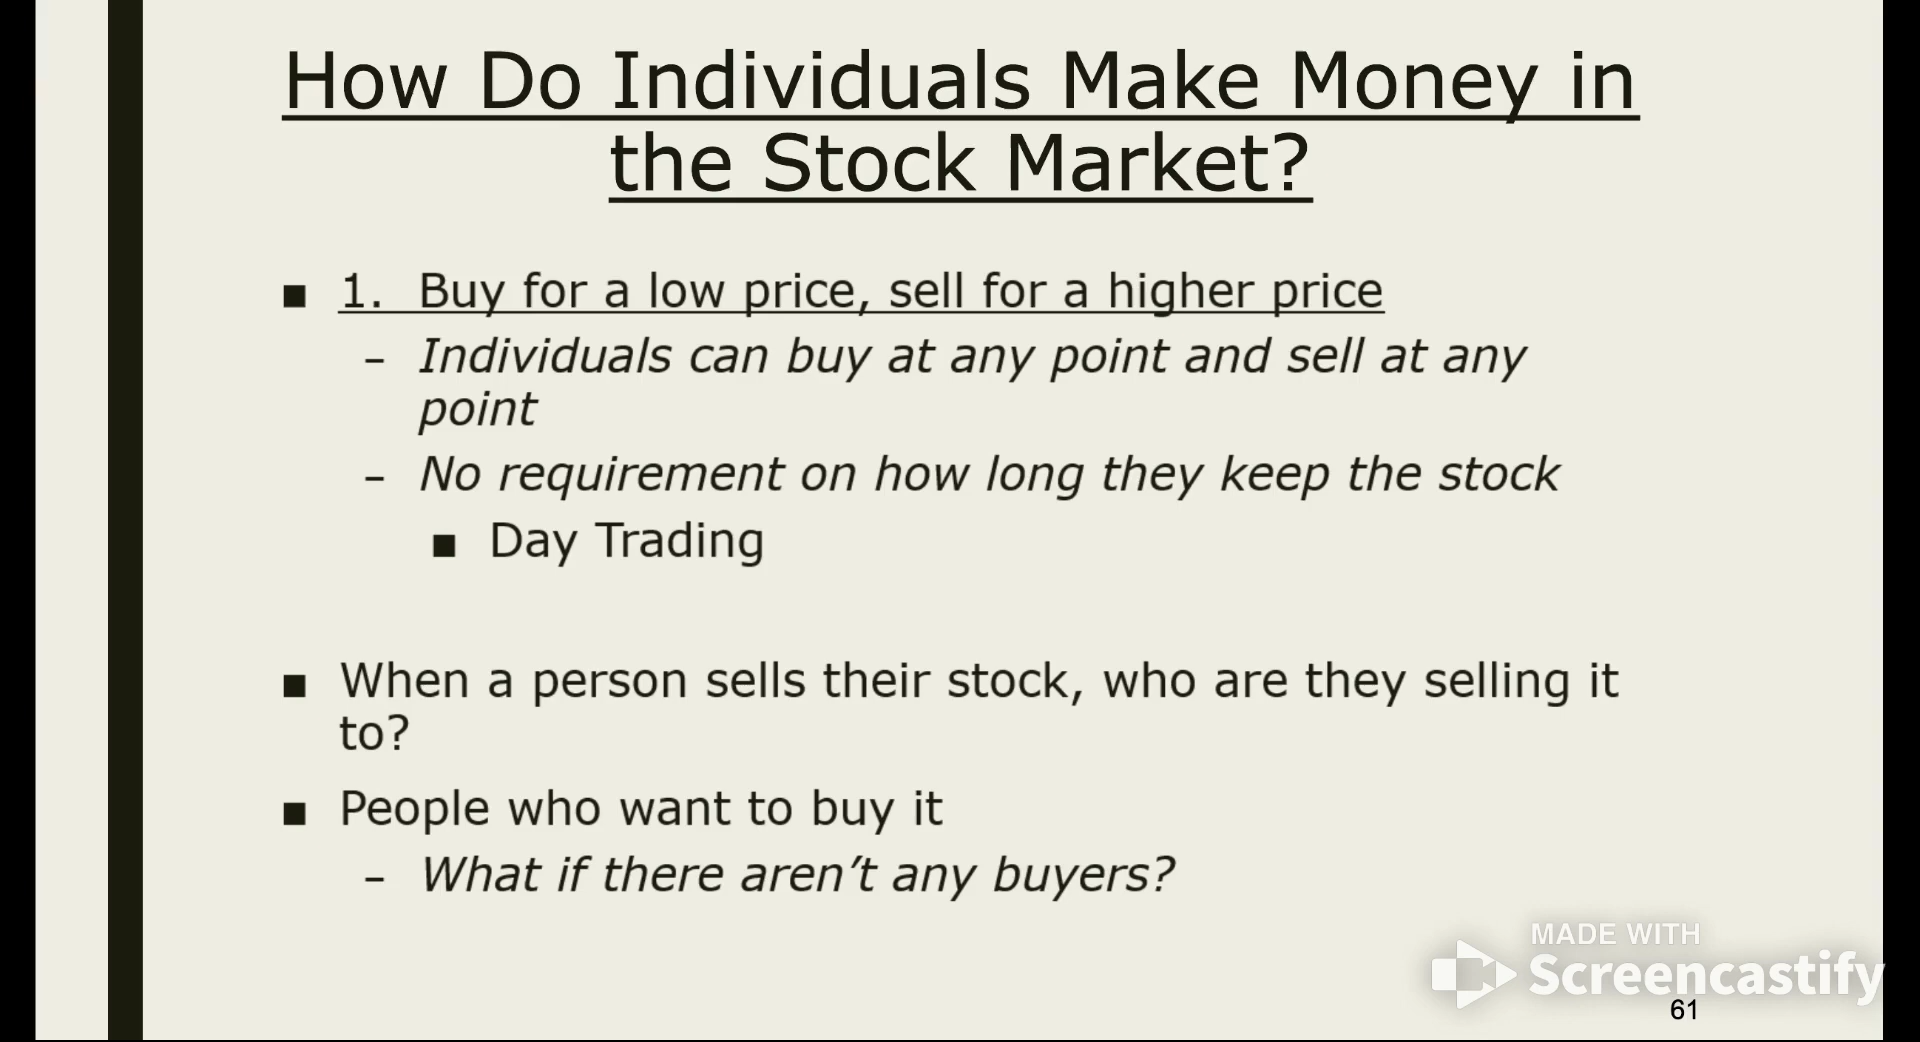 How Do Individuals Make Money in
the Stock Market?
■ 1. Buy for a low price, sell for a higher price
– Individuals can buy at any point and sell at any
point
– No requirement on how long they keep the stock
■ Day Trading
■ When a person sells their stock, who are they selling it
to?
■ People who want to buy it
– What if there aren’t any buyers?
MADE WITH
Screencastify
61